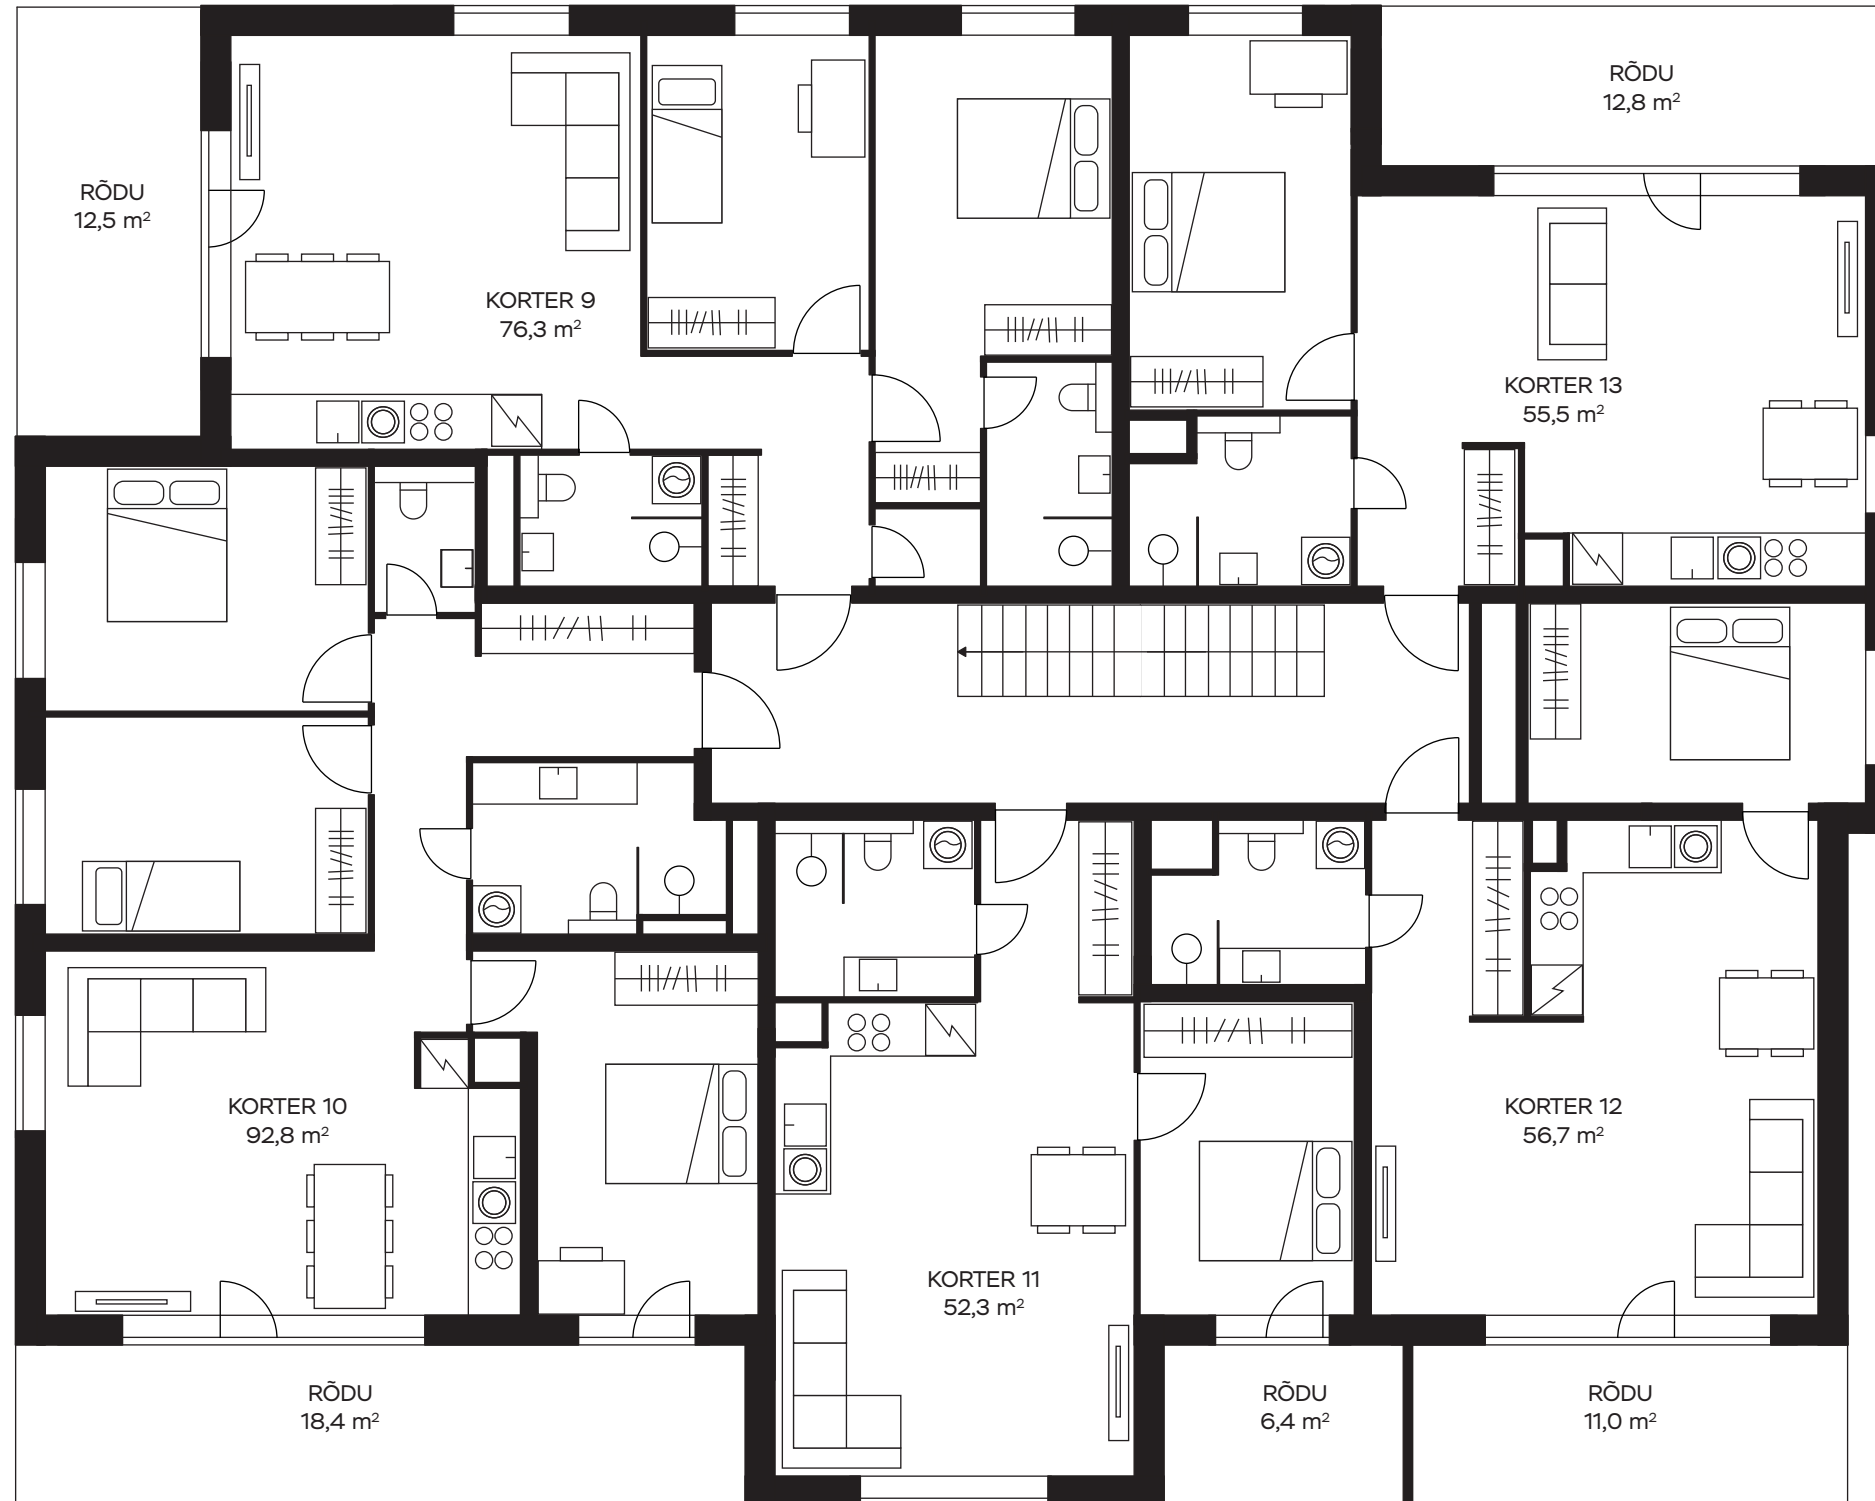 RÕDU
12,8 m²
RÕDU
12,5 m²
KORTER 9
76,3 m²
KORTER 13
55,5 m²
KORTER 10
92,8 m²
KORTER 12
56,7 m²
KORTER 11
52,3 m²
RÕDU
18,4 m²
RÕDU
6,4 m²
RÕDU
11,0 m²